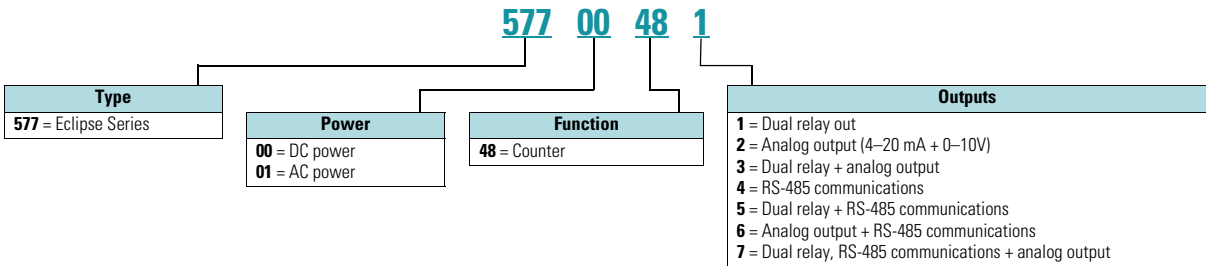 577 00 48 1
Type
577 = Eclipse Series
Power
00 = DC power
01 = AC power
Function
48 = Counter
Outputs
1 = Dual relay out
2 = Analog output (4–20 mA + 0–10V)
3 = Dual relay + analog output
4 = RS-485 communications
5 = Dual relay + RS-485 communications
6 = Analog output + RS-485 communications
7 = Dual relay, RS-485 communications + analog output